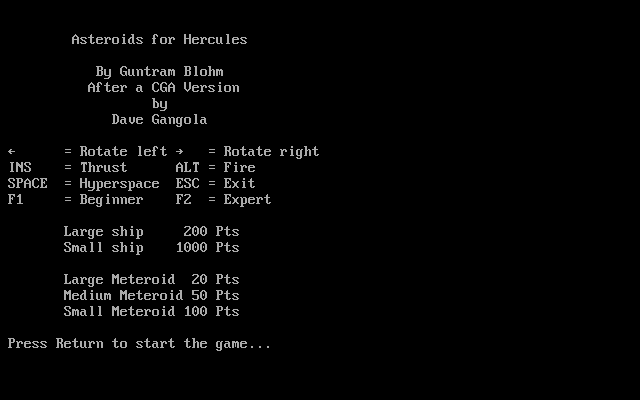 Asteroids for Hercules
By Guntram Blohm
After a CGA Version
by
Dave Gangola
← = Rotate left → = Rotate right
INS = Thrust ALT = Fire
SPACE = Hyperspace ESC = Exit
F1 = Beginner F2 = Expert
Large ship 200 Pts
Small ship 1000 Pts
Large Meteroid 20 Pts
Medium Meteroid 50 Pts
Small Meteroid 100 Pts
Press Return to start the game...